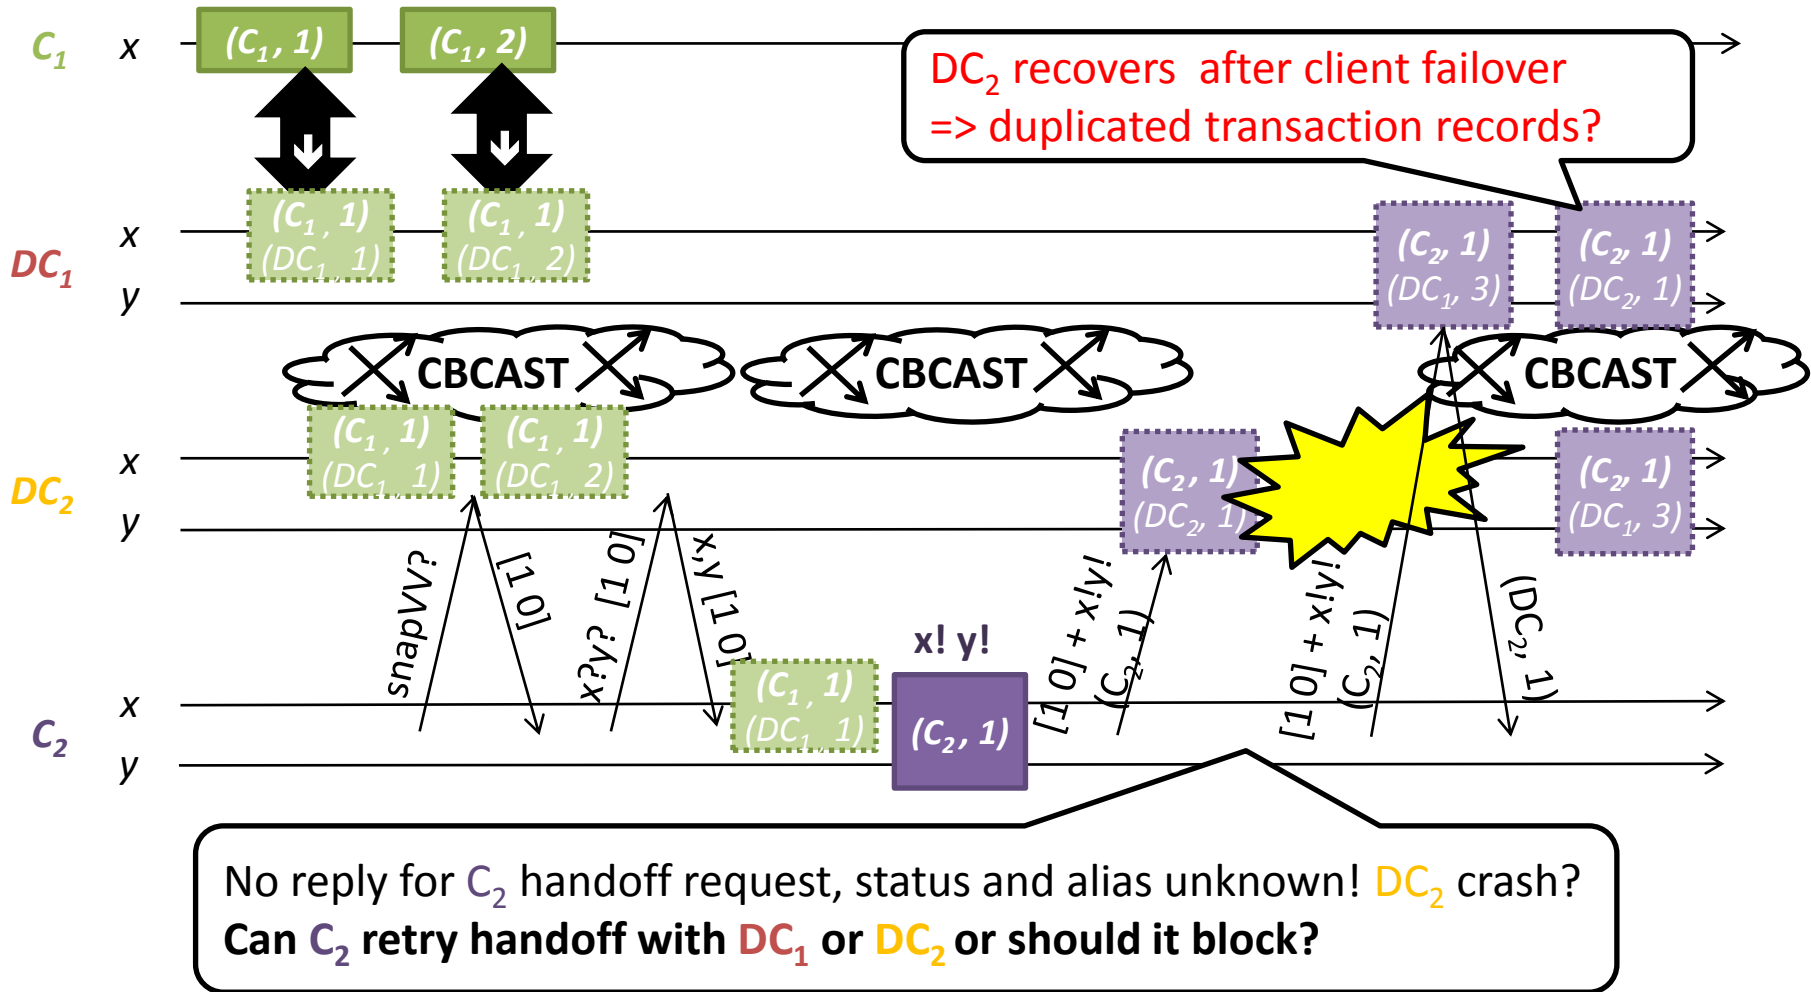 C1 x (C1, 1) (C1, 2)
DC2 recovers after client failover
=> duplicated transaction records?
DC1 x y
(C1, 1)
(DC1, 1)
(C1, 1)
(DC1, 2)
(C2, 1)
(DC1, 3)
(C2, 1)
(DC2, 1)
CBCAST CBCAST CBCAST
DC2 x y
(C1, 1)
(DC1, 1)
(C1, 1)
(DC1, 2)
(C2, 1)
(DC2, 1)
(C2, 1)
(DC1, 3)
snapVV?
[1 0]
x?y? [1 0]
x,y [1 0]
[1 0] + x!y!
(C2, 1)
[1 0] + x!y!
(C2, 1)
(DC2, 1)
x! y!
C2 x y
(C1, 1)
(DC1, 1)
(C2, 1)
No reply for C2 handoff request, status and alias unknown! DC2 crash?
Can C2 retry handoff with DC1 or DC2 or should it block?